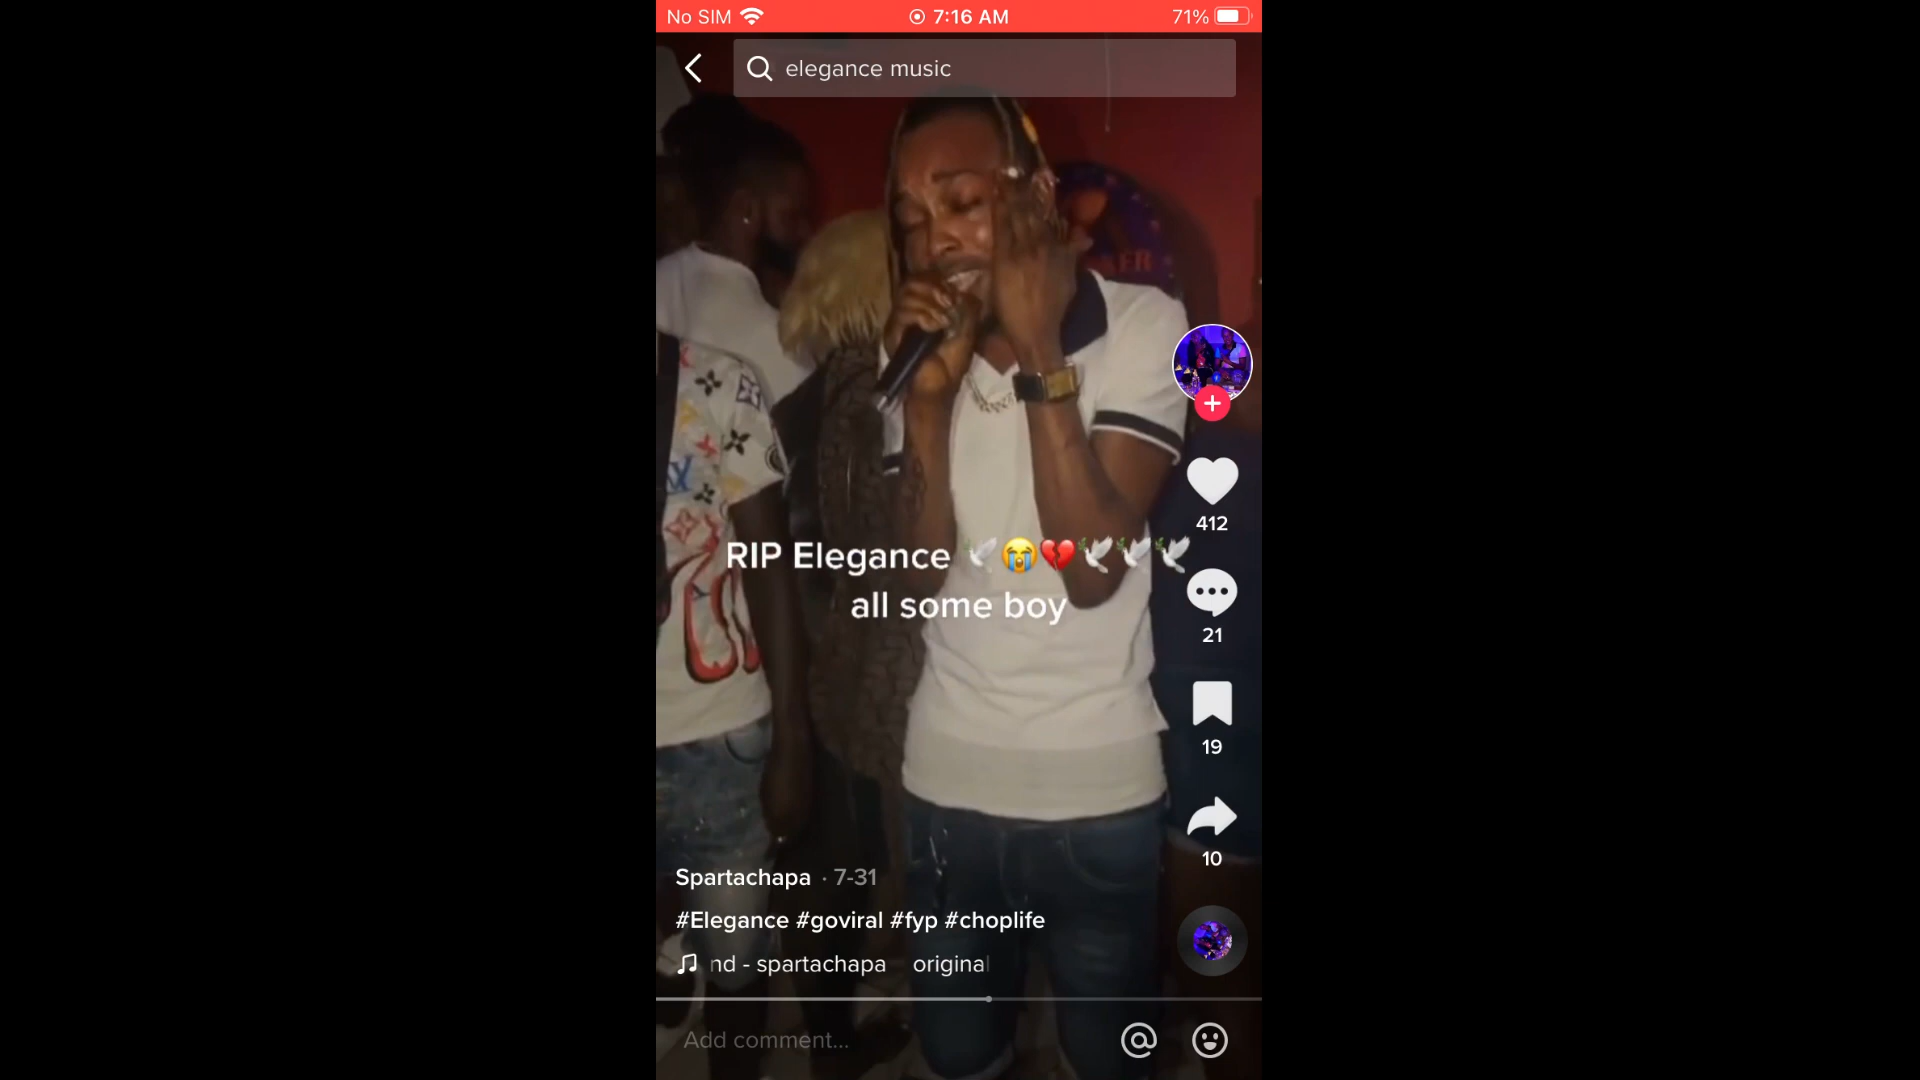 No SIM 7:16 AM 71%
elegance music
ER
412
RIP Elegance 🕊😭💔🕊🕊🕊
all some boy
21
19
10
Spartachapa · 7-31
#Elegance #goviral #fyp #choplife
nd - spartachapa original
Add comment...